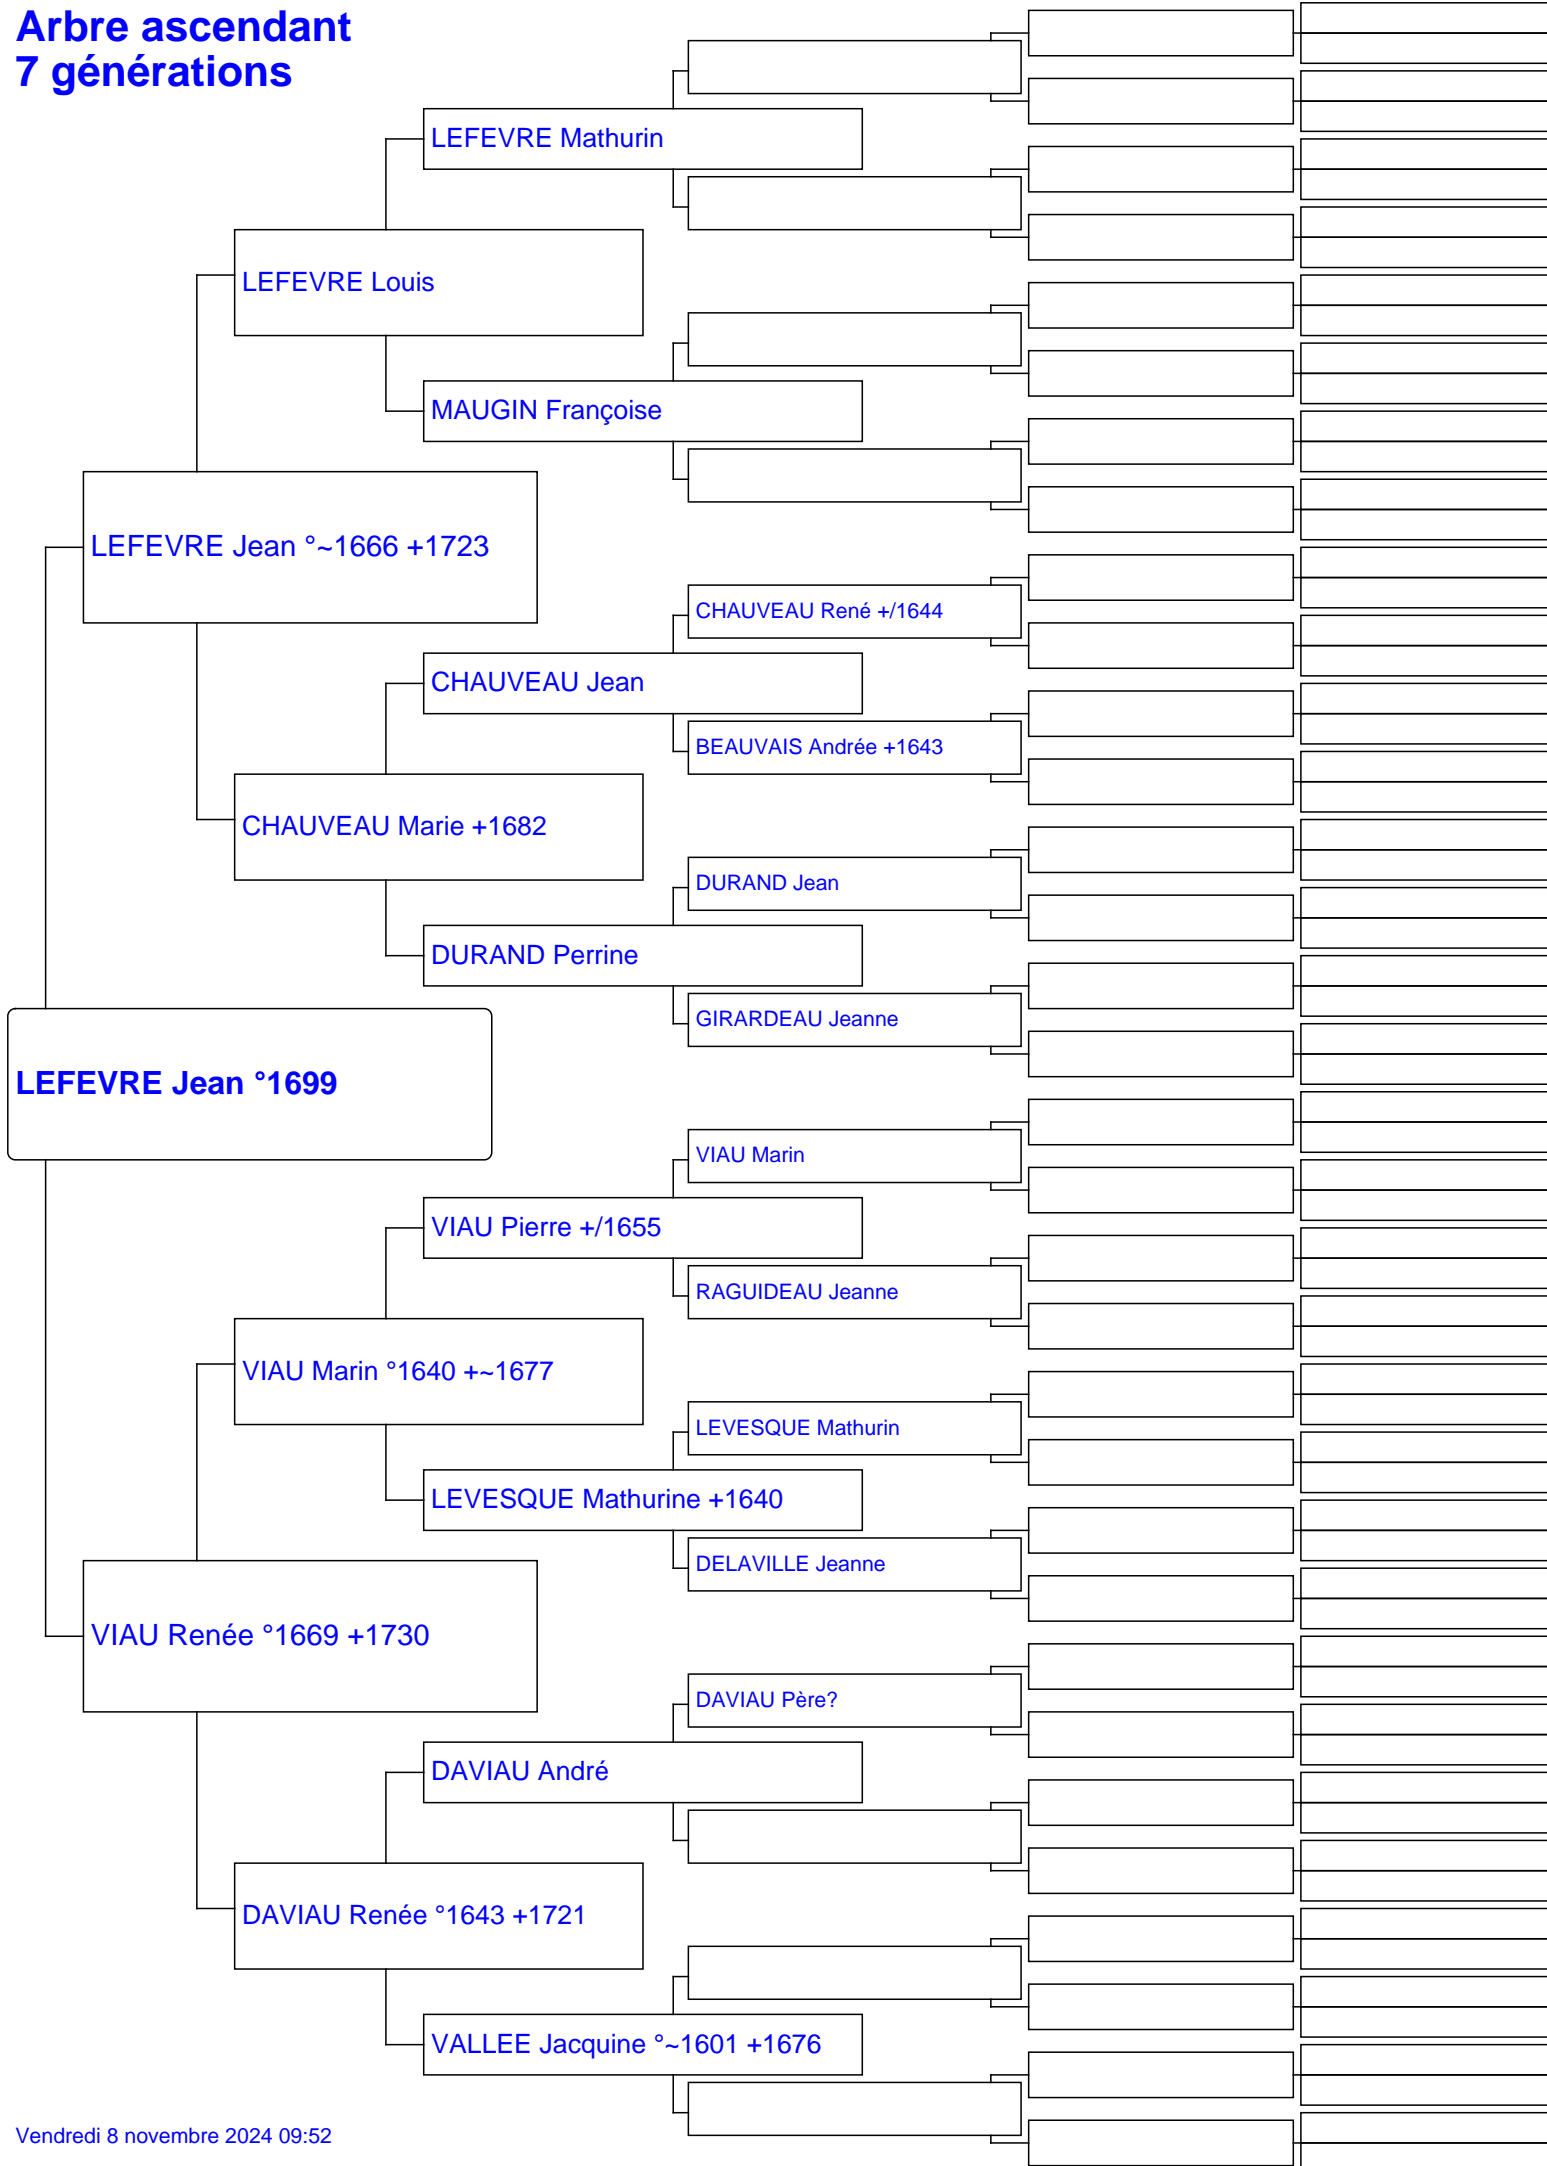 Arbre ascendant
7 générations
LEFEVRE Mathurin
LEFEVRE Louis
MAUGIN Françoise
LEFEVRE Jean °~1666 +1723
CHAUVEAU René +/1644
CHAUVEAU Jean
BEAUVAIS Andrée +1643
CHAUVEAU Marie +1682
DURAND Jean
DURAND Perrine
GIRARDEAU Jeanne
LEFEVRE Jean °1699
VIAU Marin
VIAU Pierre +/1655
RAGUIDEAU Jeanne
VIAU Marin °1640 +~1677
LEVESQUE Mathurin
LEVESQUE Mathurine +1640
DELAVILLE Jeanne
VIAU Renée °1669 +1730
DAVIAU Père?
DAVIAU André
DAVIAU Renée °1643 +1721
VALLEE Jacquine °~1601 +1676
Vendredi 8 novembre 2024 09:52